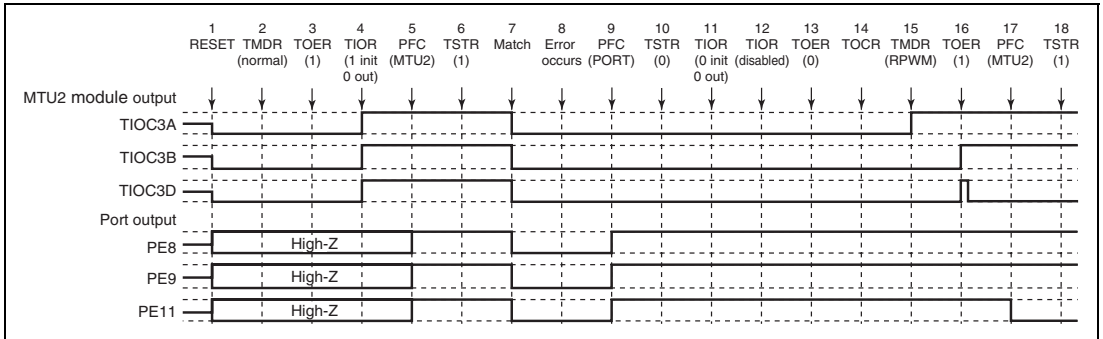 1 2 3 4 5 6 7 8 9 10 11 12 13 14 15 16 17 18
RESET TMDR TOER TIOR PFC TSTR Match Error PFC TSTR TIOR TIOR TOER TOCR TMDR TOER PFC TSTR
(normal) (1) (1 init (MTU2) (1) occurs (PORT) (0) (0 init (disabled) (0) (RPWM) (1) (MTU2) (1)
0 out) 0 out)
MTU2 module output
TIOC3A
TIOC3B
TIOC3D
Port output
PE8 High-Z
PE9 High-Z
PE11 High-Z